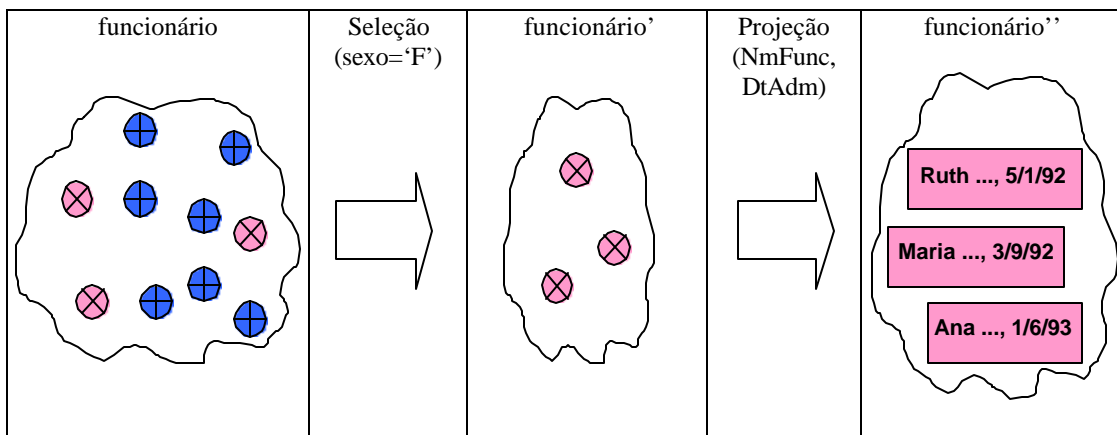 funcionário
Seleção
(sexo=‘F’)
funcionário’
Projeção
(NmFunc,
DtAdm)
funcionário’’
Ruth ..., 5/1/92
Maria ..., 3/9/92
Ana ..., 1/6/93